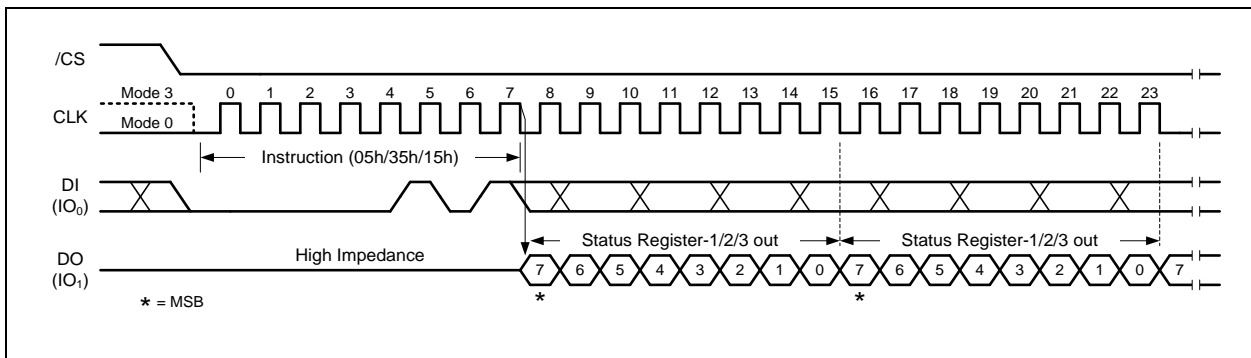 /CS
Mode 3
0 1 2 3 4 5 6 7 8 9 10 11 12 13 14 15 16 17 18 19 20 21 22 23
CLK
Mode 0
Instruction (05h/35h/15h)
DI
(IO₀)
Status Register-1/2/3 out Status Register-1/2/3 out
High Impedance
DO
(IO₁)
7 6 5 4 3 2 1 0 7 6 5 4 3 2 1 0 7
* *
* = MSB